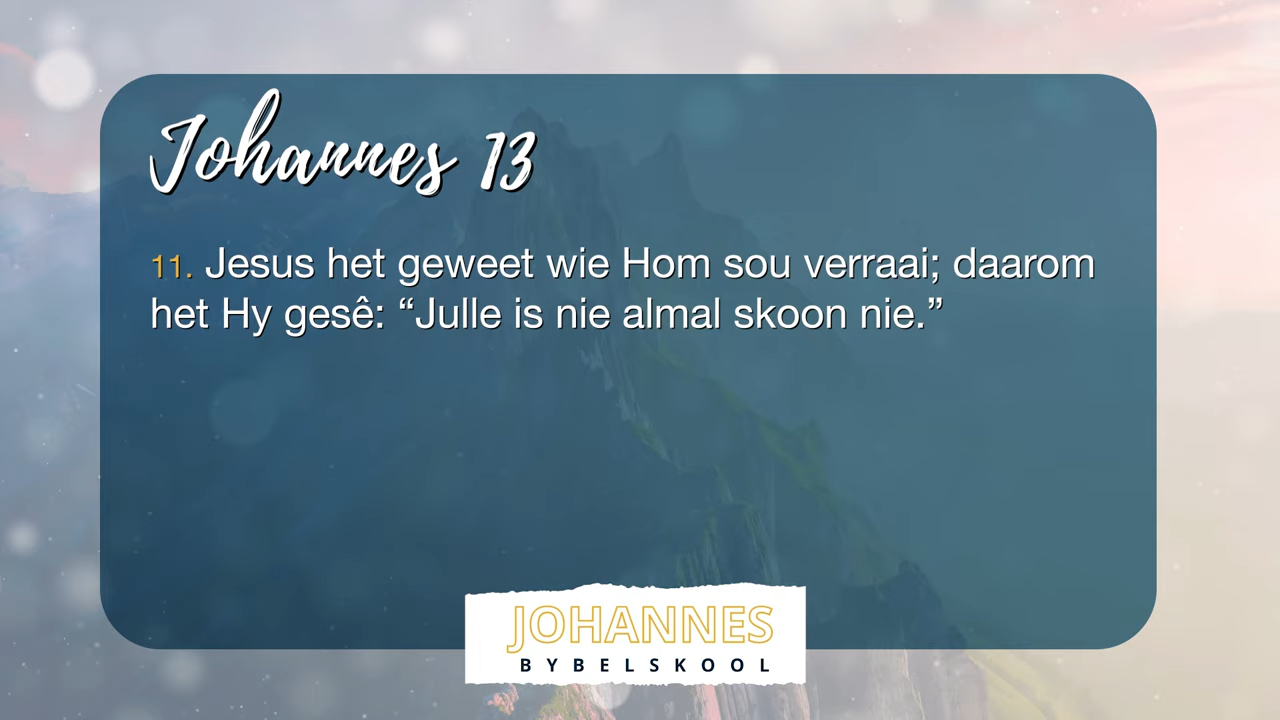 Johannes 13
11. Jesus het geweet wie Hom sou verraai; daarom
het Hy gesê: “Julle is nie almal skoon nie.”
JOHANNES
BYBELSKOOL